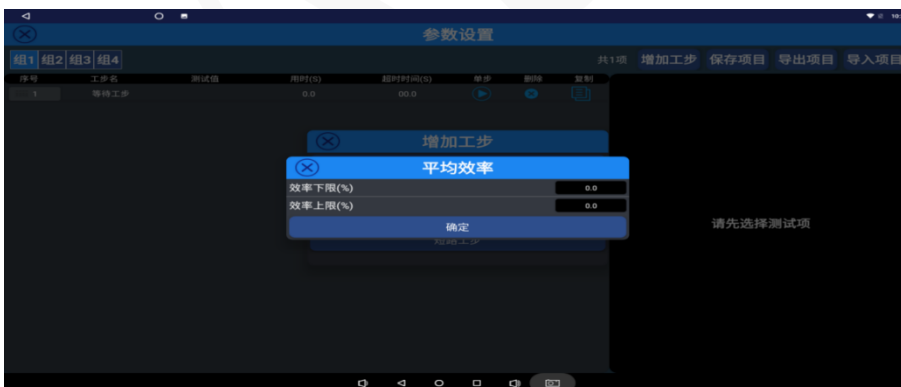 参数设置
组1 组2 组3 组4 共1项 增加工步 保存项目 导出项目 导入项目
序号 工步名 测试值 用时(S) 超时时间(S) 单步 删除 复制
1 等待工步 0.0 00.0
增加工步
平均效率
效率下限(%) 0.0
效率上限(%) 0.0
确定
请先选择测试项
短路工步